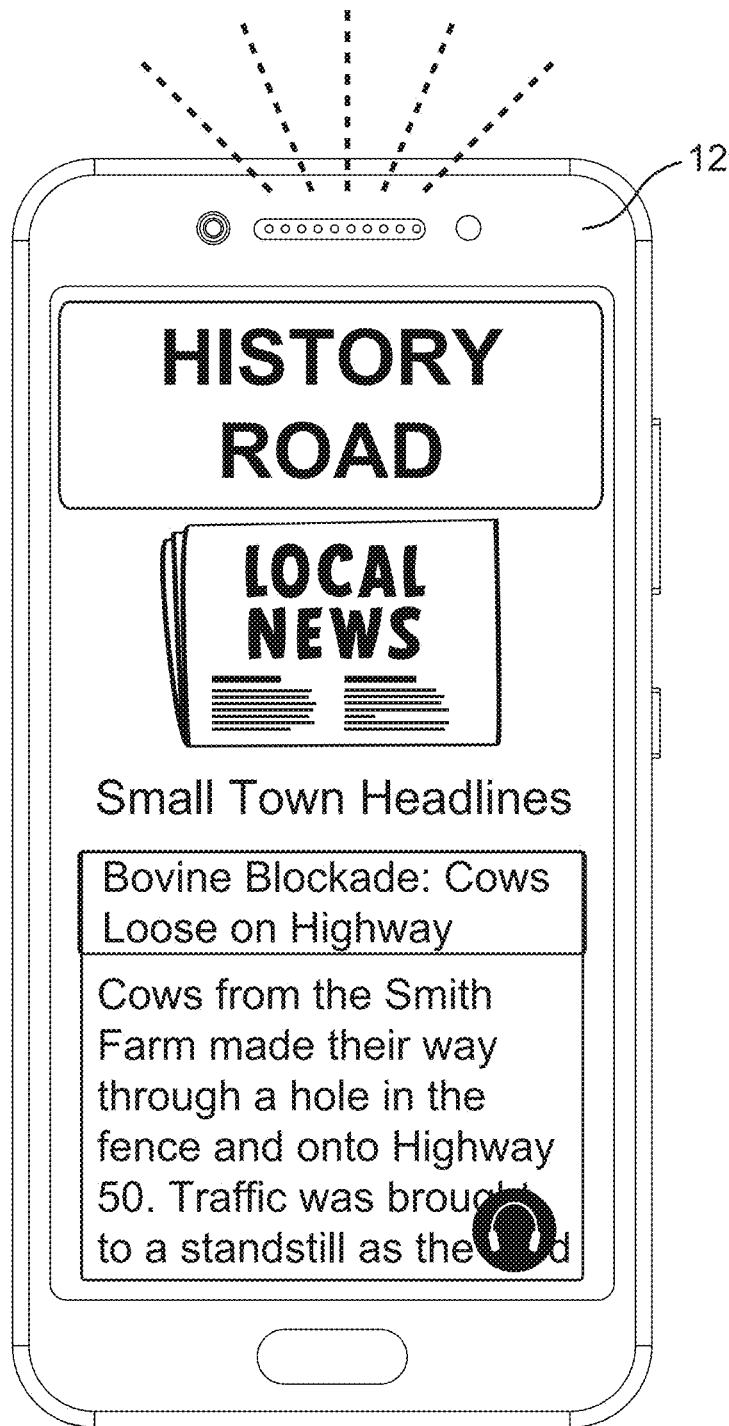 12
HISTORY
ROAD
LOCAL
NEWS
Small Town Headlines
Bovine Blockade: Cows
Loose on Highway
Cows from the Smith
Farm made their way
through a hole in the
fence and onto Highway
50. Traffic was brought
to a standstill as the